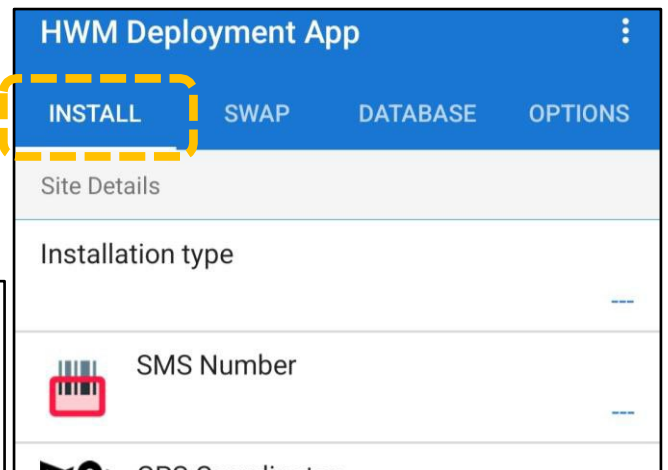 HWM Deployment App
INSTALL SWAP DATABASE OPTIONS
Site Details
Installation type
---
SMS Number
---